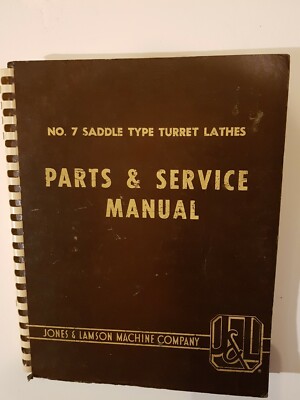 NO. 7 SADDLE TYPE TURRET LATHES
PARTS & SERVICE
MANUAL
JONES & LAMSON MACHINE COMPANY
J&L